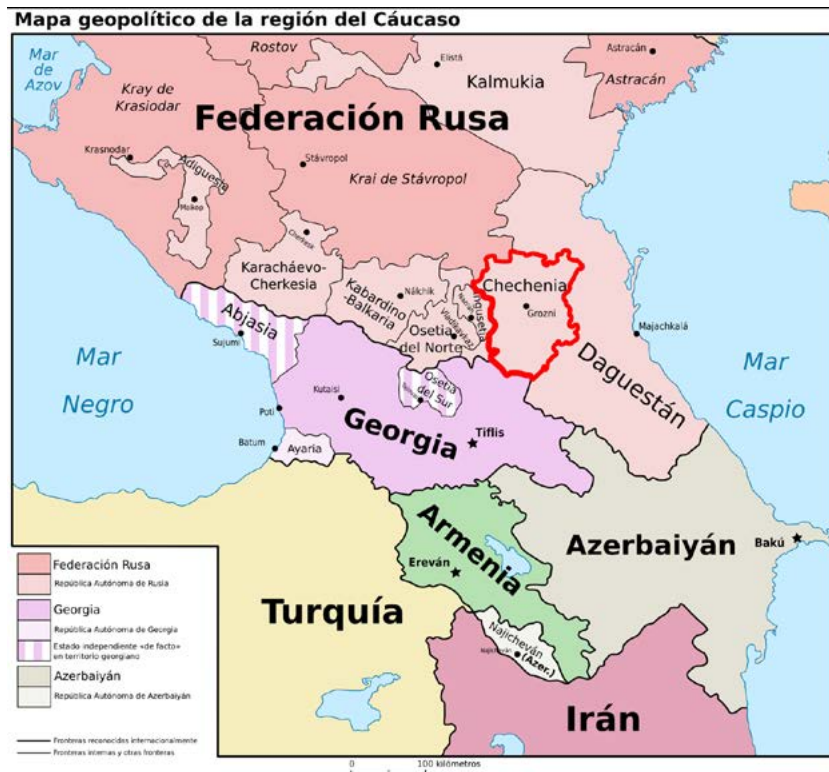 Mapa geopolítico de la región del Cáucaso
Mar
de
Azov
Rostov
Elistá
Astracán
Kray de
Krasiodar
Kalmukia
Astracán
Federación Rusa
Krasnodar
Stávropol
Adiguesia
Maikop
Krai de Stávropol
Cherkesk
Karacháevo-
Cherkesia
Chechenia
Kabardino
-Balkaria
Nálchik
Ingusetia
Grozni
Abjasia
Vladikavkaz
Osetia
del Norte
Majachkalá
Sujumi
Mar
Negro
Mar
Caspio
Daguestán
Osetia
del Sur
Kutaisi
Poti
Georgia
Tiflis
Batum
Ayaria
Armenia
Azerbaiyán
Bakú
Ereván
Turquía
Najicheván
Najicheván
(Azer.)
Irán
Federación Rusa
República Autónoma de Rusia
Georgia
República Autónoma de Georgia
Estado independiente «de facto»
en territorio georgiano
Azerbaiyán
República Autónoma de Azerbaiyán
Fronteras reconocidas internacionalmente
Fronteras internas y otras fronteras
0 100 kilómetros